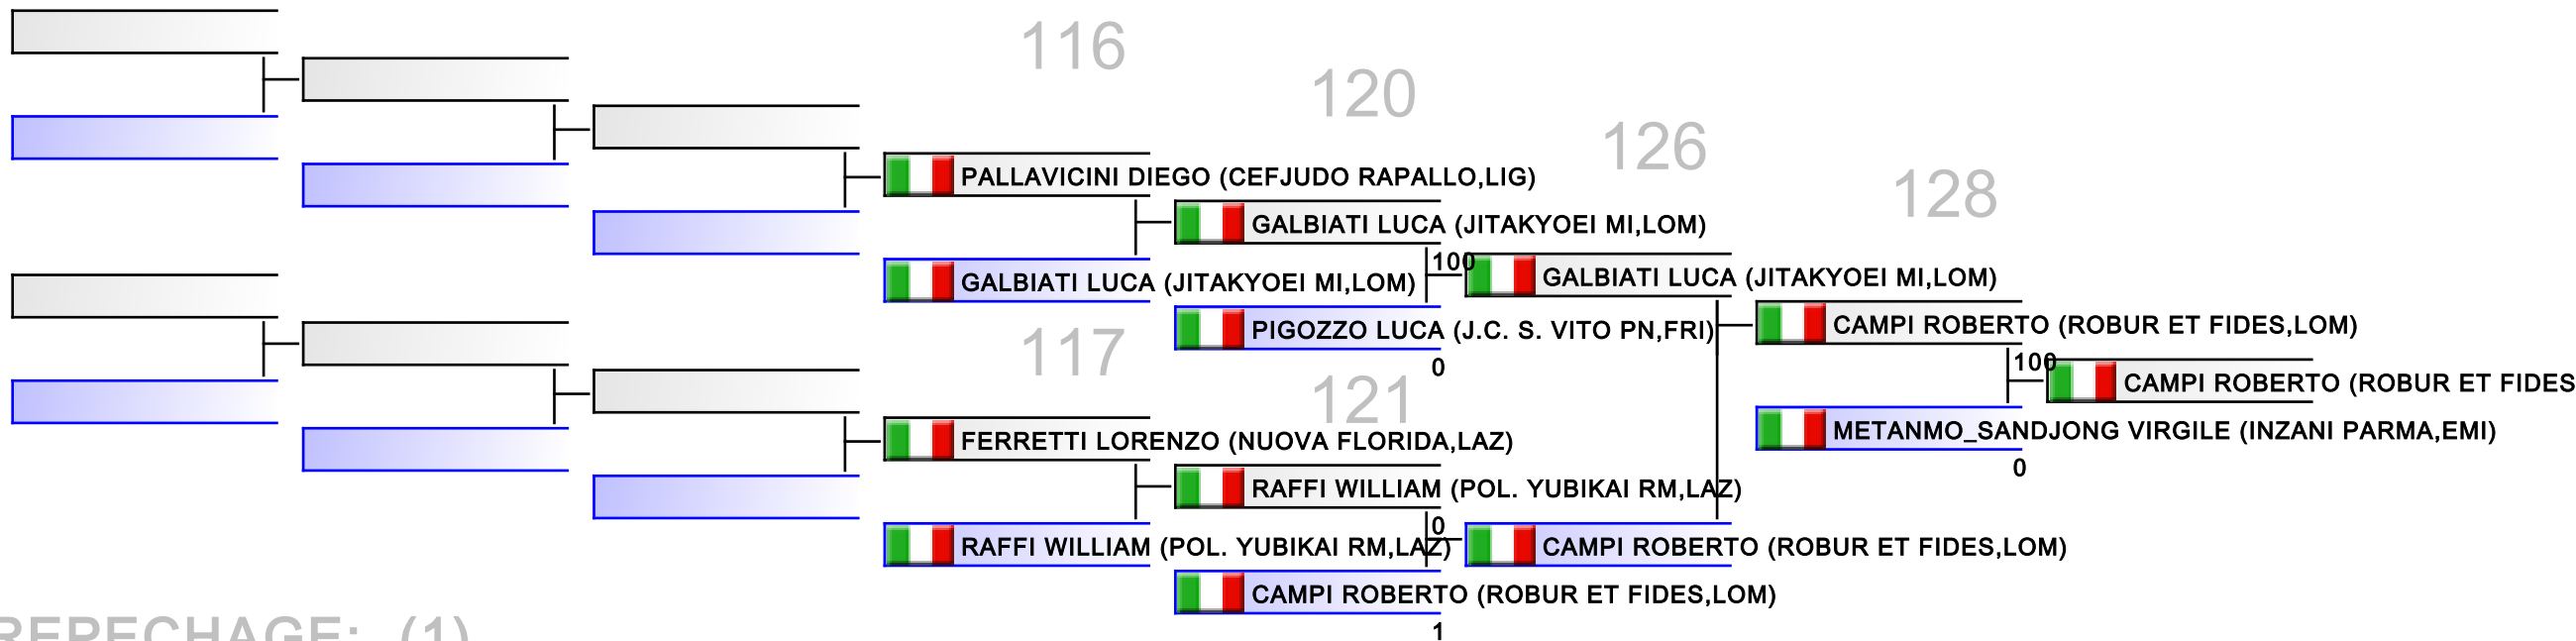 116
120
126
128
PALLAVICINI DIEGO (CEFJUDO RAPALLO,LIG)
GALBIATI LUCA (JITAKYOEI MI,LOM)
100
GALBIATI LUCA (JITAKYOEI MI,LOM)
GALBIATI LUCA (JITAKYOEI MI,LOM)
PIGOZZO LUCA (J.C. S. VITO PN,FRI)
0
CAMPI ROBERTO (ROBUR ET FIDES,LOM)
100
CAMPI ROBERTO (ROBUR ET FIDES
METANMO_SANDJONG VIRGILE (INZANI PARMA,EMI)
0
117
121
FERRETTI LORENZO (NUOVA FLORIDA,LAZ)
RAFFI WILLIAM (POL. YUBIKAI RM,LAZ)
0
RAFFI WILLIAM (POL. YUBIKAI RM,LAZ)
CAMPI ROBERTO (ROBUR ET FIDES,LOM)
CAMPI ROBERTO (ROBUR ET FIDES,LOM)
1
REPECHAGE: (1)